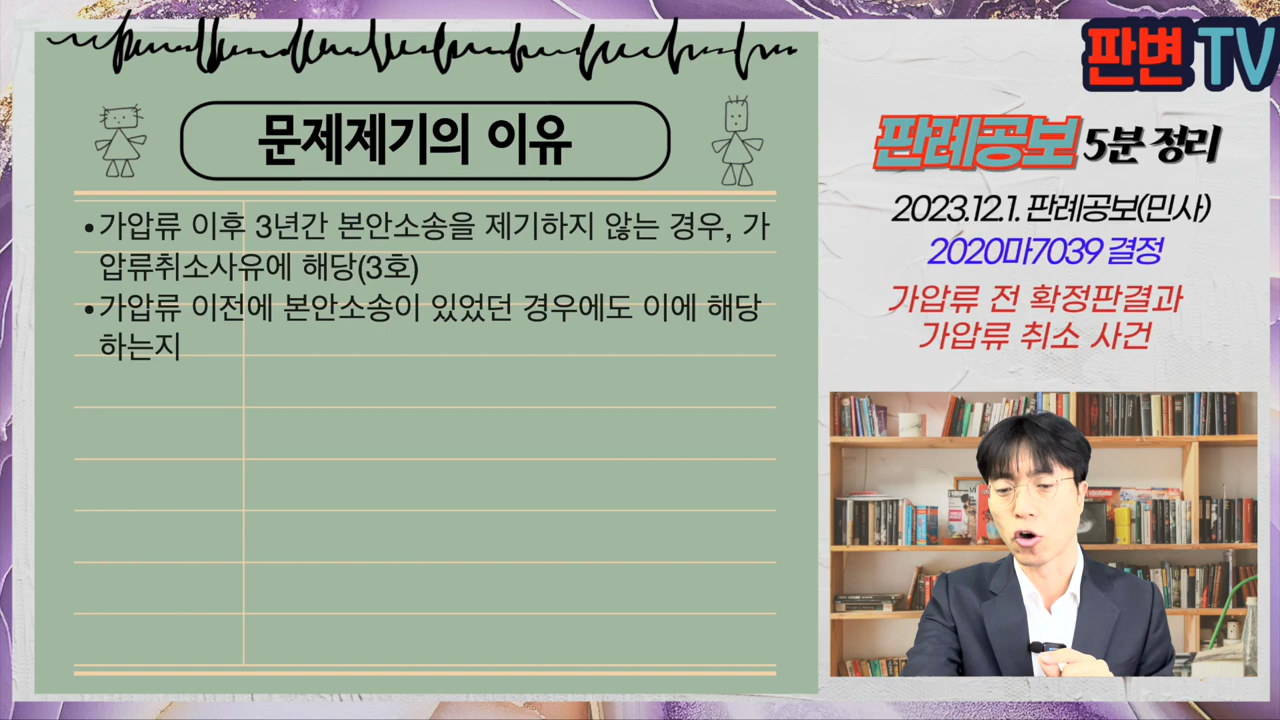 판변 TV
문제제기의 이유
•가압류 이후 3년간 본안소송을 제기하지 않는 경우, 가
압류취소사유에 해당(3호)
•가압류 이전에 본안소송이 있었던 경우에도 이에 해당
하는지
판례공보 5분 정리
2023.12.1. 판례공보(민사)
2020마7039 결정
가압류 전 확정판결과
가압류 취소 사건